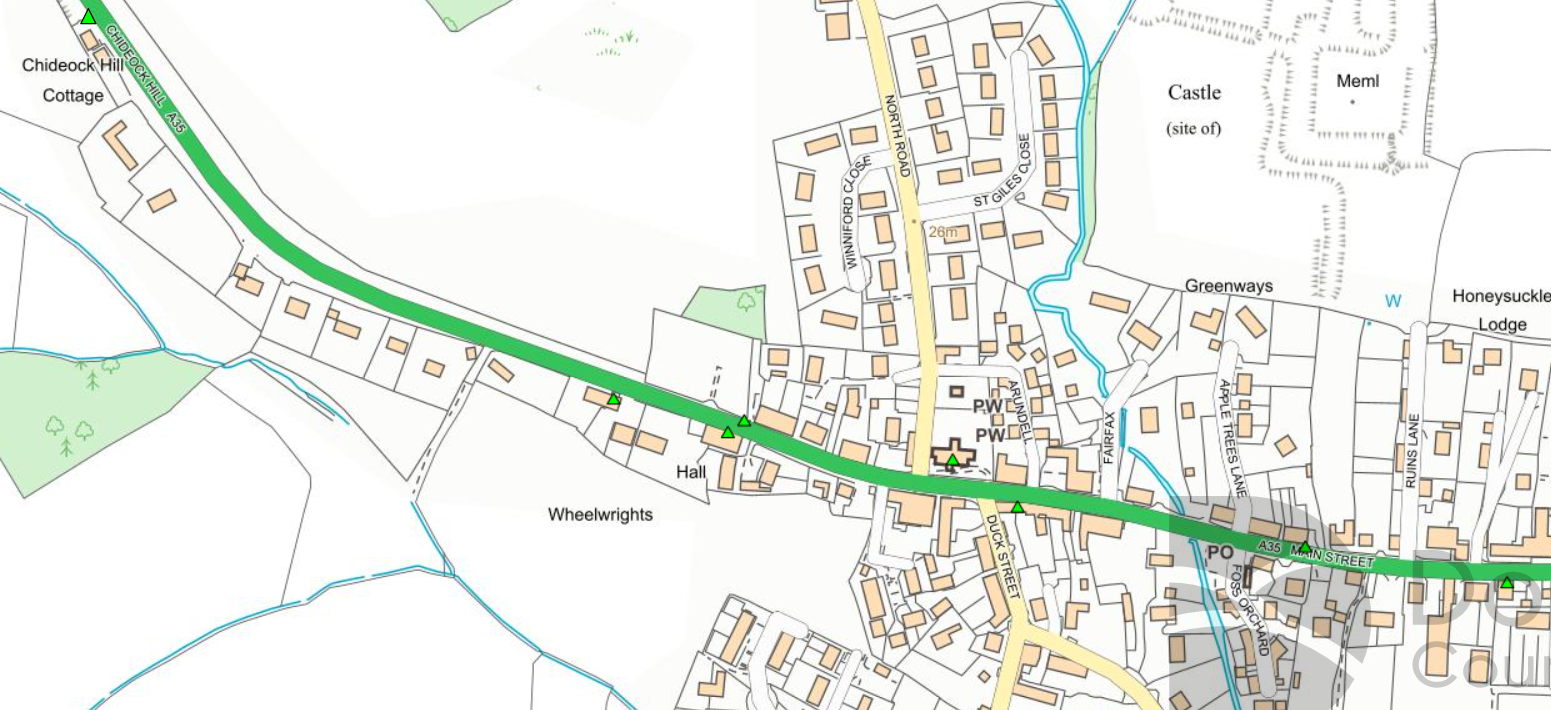 CHIDEOCK HILL A35
Chideock Hill
Cottage
NORTH ROAD
WINNIFORD CLOSE
ST GILES CLOSE
26m
Castle
(site of)
Meml
Greenways
W
Honeysuckle
Lodge
PW
PW
ARUNDELL
FAIRFAX
APPLE TREES LANE
RUINS LANE
Hall
Wheelwrights
DUCK STREET
PO
A35 MAIN STREET
FOSS ORCHARD
Do
Coun